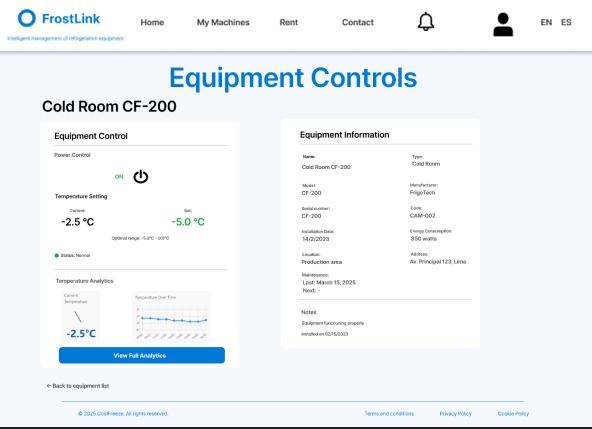 FrostLink
Intelligent management of refrigeration equipment
Home
My Machines
Rent
Contact
EN ES
Equipment Controls
Cold Room CF-200
Equipment Control
Power Control
ON
Temperature Setting
Current:
-2.5 °C
Set:
-5.0 °C
Optimal range: -5.0°C - 0.0°C
Status: Normal
Temperature Analytics
Current
Temperature
-2.5°C
Temperature Over Time
View Full Analytics
Equipment Information
Name:
Cold Room CF-200
Type:
Cold Room
Model:
CF-200
Manufacturer:
FrigoTech
Serial number:
CF-200
Code:
CAM-002
Installation Date:
14/2/2023
Energy Consumption:
850 watts
Location:
Production area
Address:
Av. Principal 123, Lima
Maintenance:
Last: March 15, 2025
Next: -
Notes
Equipment functioning properly
Installed on 02/15/2023
← Back to equipment list
© 2025 CoolFreeze. All rights reserved.
Terms and conditions
Privacy Policy
Cookie Policy